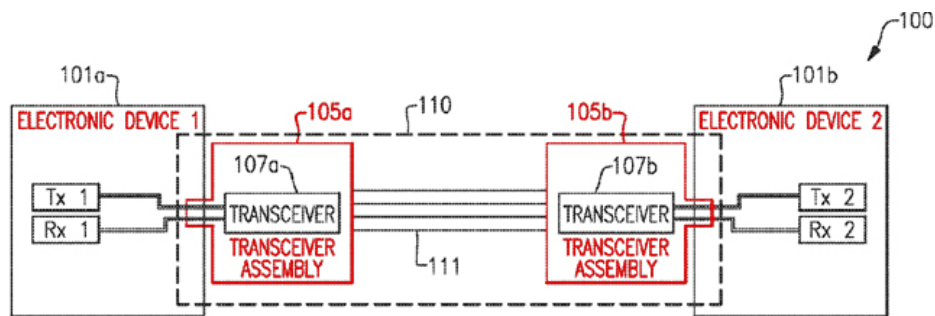 100
101a
110
101b
ELECTRONIC DEVICE 1
105a
105b
ELECTRONIC DEVICE 2
107a
107b
Tx 1
TRANSCEIVER
TRANSCEIVER
Tx 2
Rx 1
Rx 2
TRANSCEIVER
ASSEMBLY
111
TRANSCEIVER
ASSEMBLY